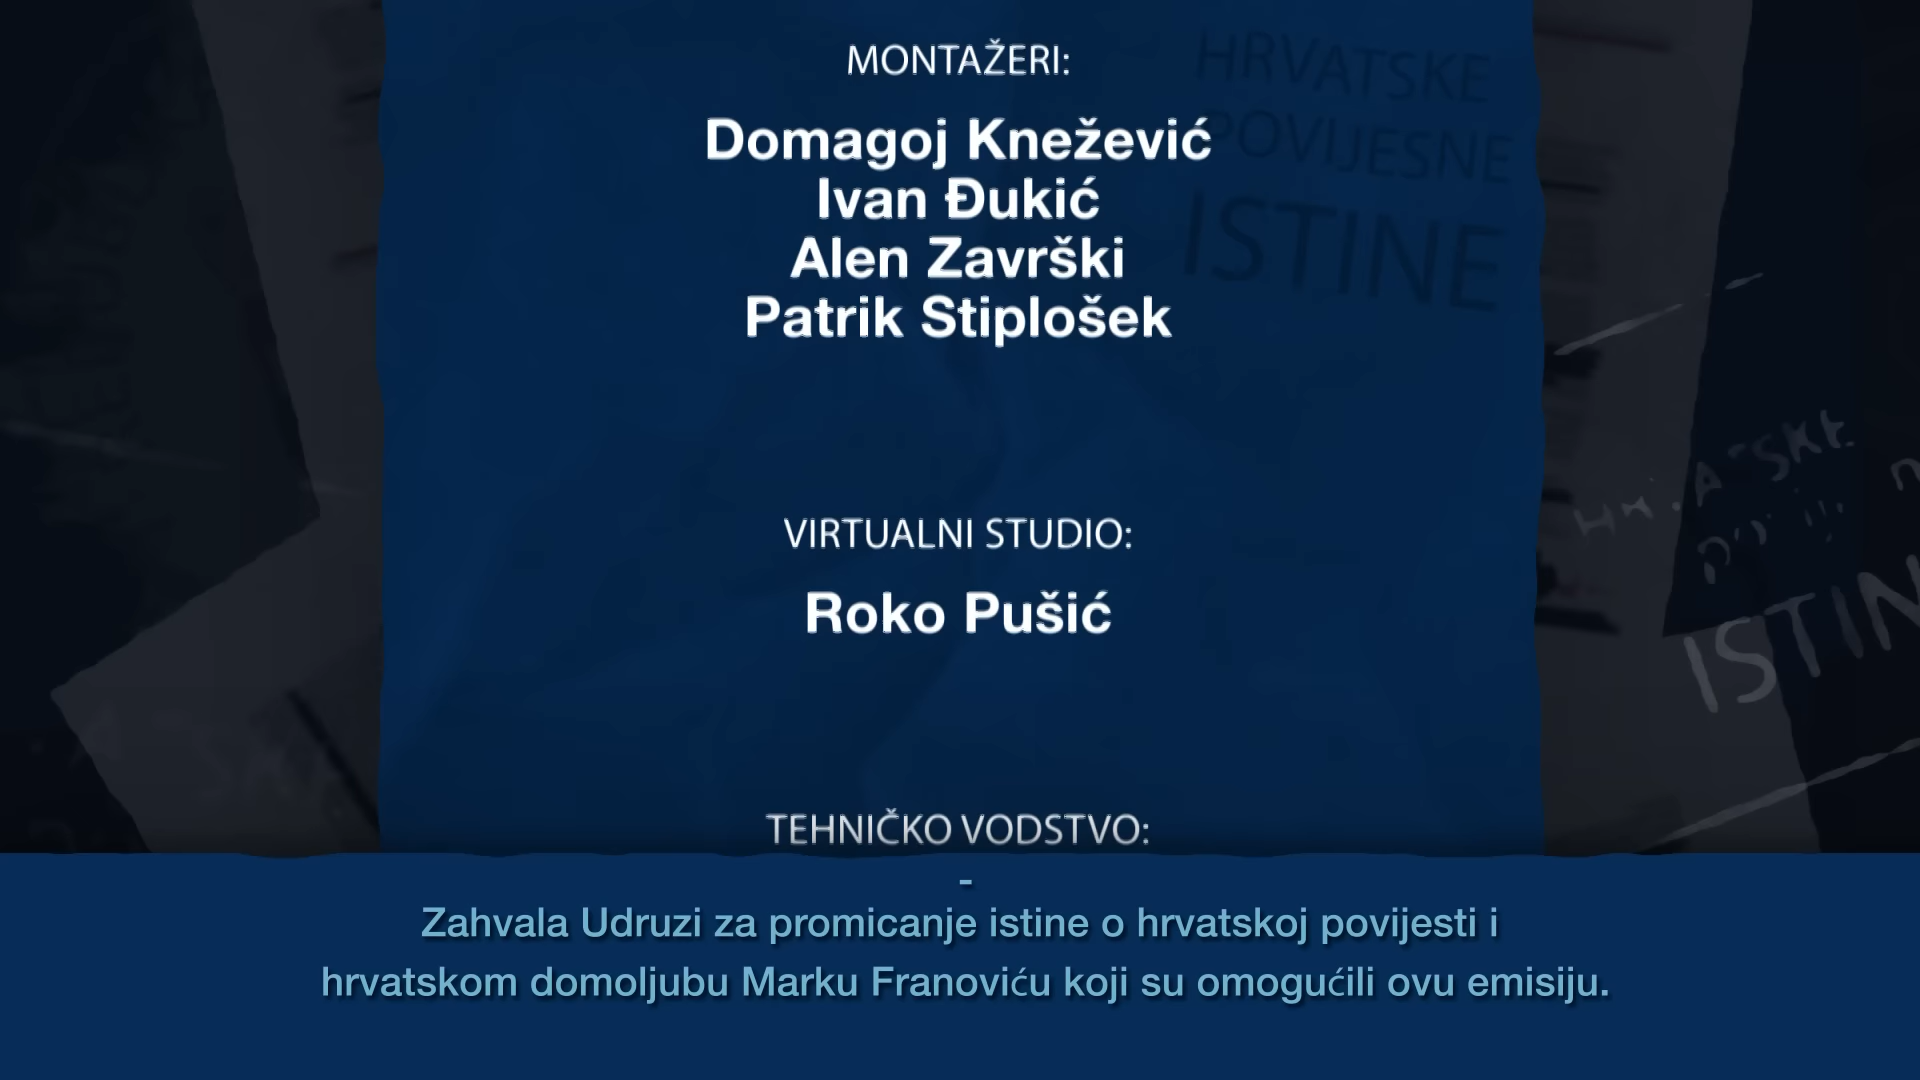 MONTAŽERI:
Domagoj Knežević
Ivan Đukić
Alen Završki
Patrik Stiplošek
HRVATSKE
POVIJESNE
ISTINE
VIRTUALNI STUDIO:
Roko Pušić
TEHNIČKO VODSTVO:
-
Zahvala Udruzi za promicanje istine o hrvatskoj povijesti i
hrvatskom domoljubu Marku Franoviću koji su omogućili ovu emisiju.